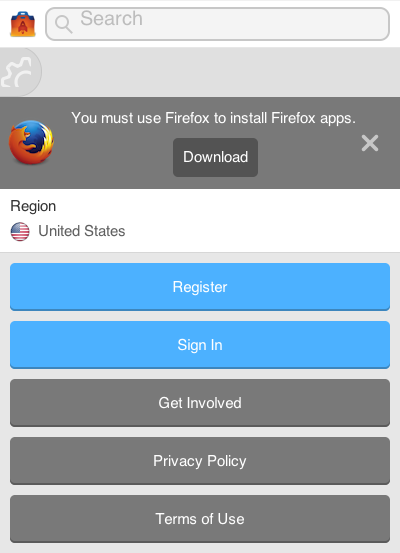 Search
You must use Firefox to install Firefox apps.
Download
Region
United States
Register
Sign In
Get Involved
Privacy Policy
Terms of Use